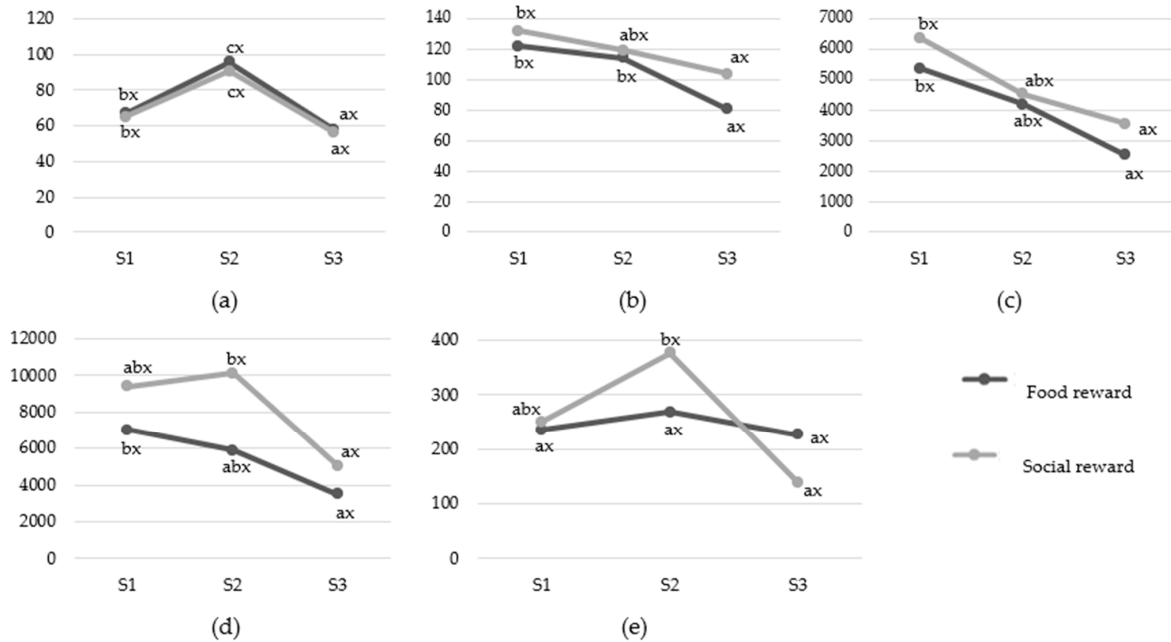 120
100
80
60
40
20
0
bx
bx
cx
cx
ax
ax
S1 S2 S3
(a)
140
120
100
80
60
40
20
0
bx
bx
abx
bx
ax
ax
S1 S2 S3
(b)
7000
6000
5000
4000
3000
2000
1000
0
bx
bx
abx
abx
ax
ax
S1 S2 S3
(c)
12000
10000
8000
6000
4000
2000
0
abx
bx
bx
abx
ax
ax
S1 S2 S3
(d)
400
300
200
100
0
abx
ax
bx
ax
ax
ax
S1 S2 S3
(e)
Food reward
Social reward